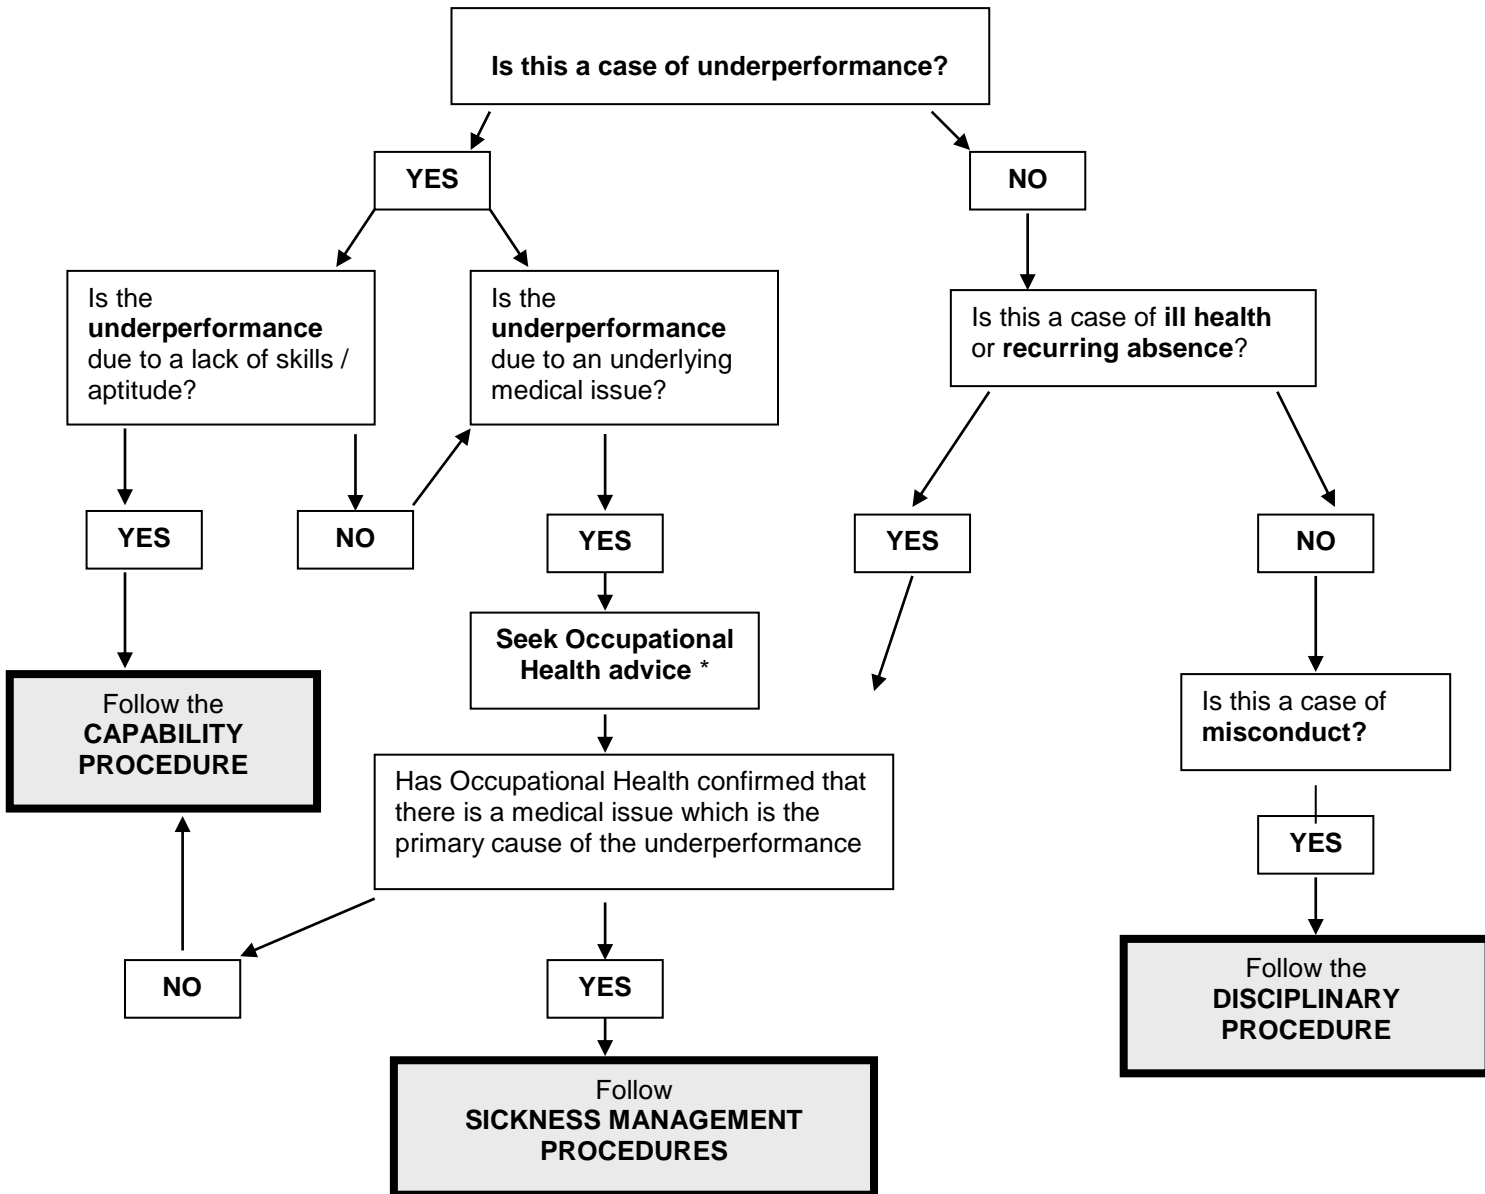 Is this a case of underperformance?
YES
NO
Is the
underperformance
due to a lack of skills /
aptitude?
Is the
underperformance
due to an underlying
medical issue?
Is this a case of ill health
or recurring absence?
YES
NO
YES
YES
NO
Seek Occupational
Health advice *
Follow the
CAPABILITY
PROCEDURE
Is this a case of
misconduct?
Has Occupational Health confirmed that
there is a medical issue which is the
primary cause of the underperformance
YES
NO
YES
Follow the
DISCIPLINARY
PROCEDURE
Follow
SICKNESS MANAGEMENT
PROCEDURES